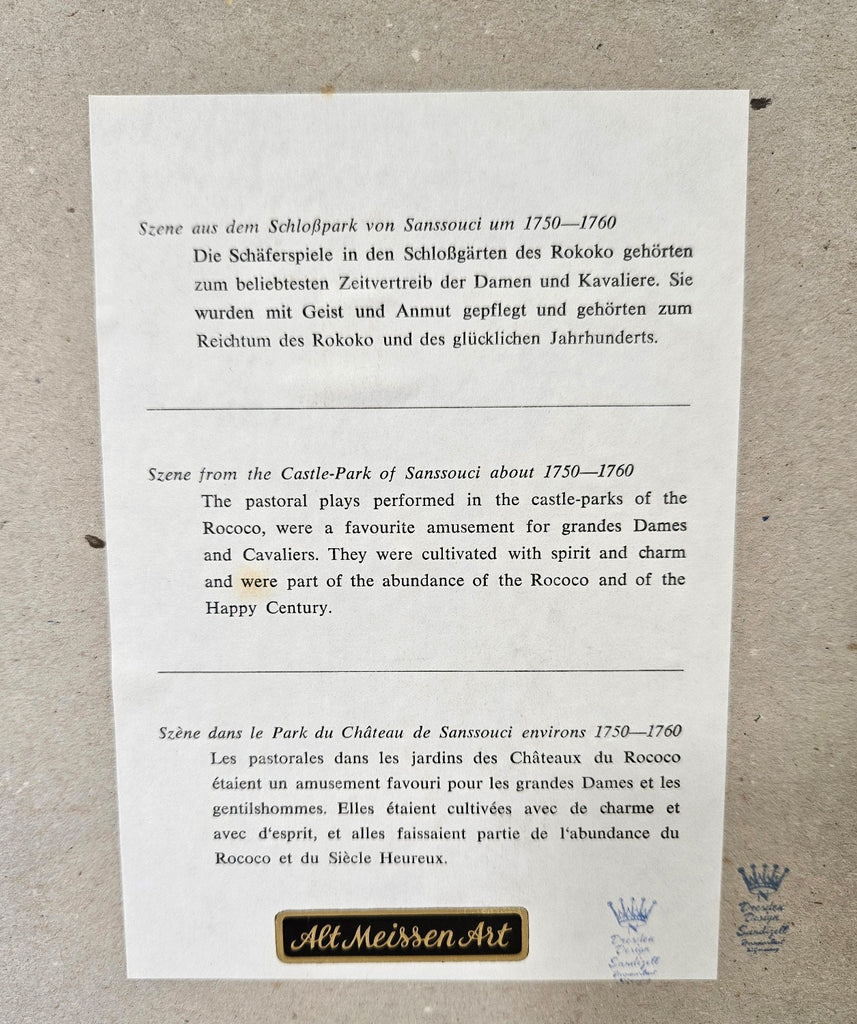 Szene aus dem Schloßpark von Sanssouci um 1750—1760
Die Schäferspiele in den Schloßgärten des Rokoko gehörten
zum beliebtesten Zeitvertreib der Damen und Kavaliere. Sie
wurden mit Geist und Anmut gepflegt und gehörten zum
Reichtum des Rokoko und des glücklichen Jahrhunderts.
Szene from the Castle-Park of Sanssouci about 1750—1760
The pastoral plays performed in the castle-parks of the
Rococo, were a favourite amusement for grandes Dames
and Cavaliers. They were cultivated with spirit and charm
and were part of the abundance of the Rococo and of the
Happy Century.
Szène dans le Park du Château de Sanssouci environs 1750—1760
Les pastorales dans les jardins des Châteaux du Rococo
étaient un amusement favouri pour les grandes Dames et les
gentilshommes. Elles étaient cultivées avec de charme et
avec d‘esprit, et alles faissaient partie de l‘abundance du
Rococo et du Siècle Heureux.
Alt Meissen Art
Dresden
Design
Sandizell
Dresden
Design
Sandizell